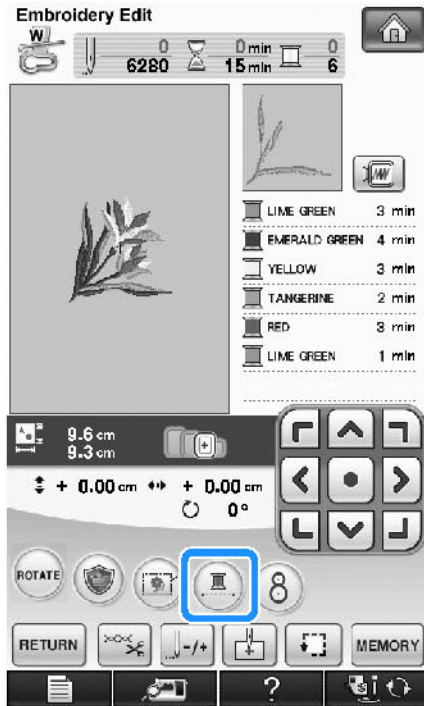 Embroidery Edit
W
0 0 min 0
6280 15 min 6
LIME GREEN 3 min
EMERALD GREEN 4 min
YELLOW 3 min
TANGERINE 2 min
RED 3 min
LIME GREEN 1 min
9.6 cm
9.3 cm
+ 0.00 cm + 0.00 cm
0°
ROTATE
8
RETURN -/+ MEMORY
?